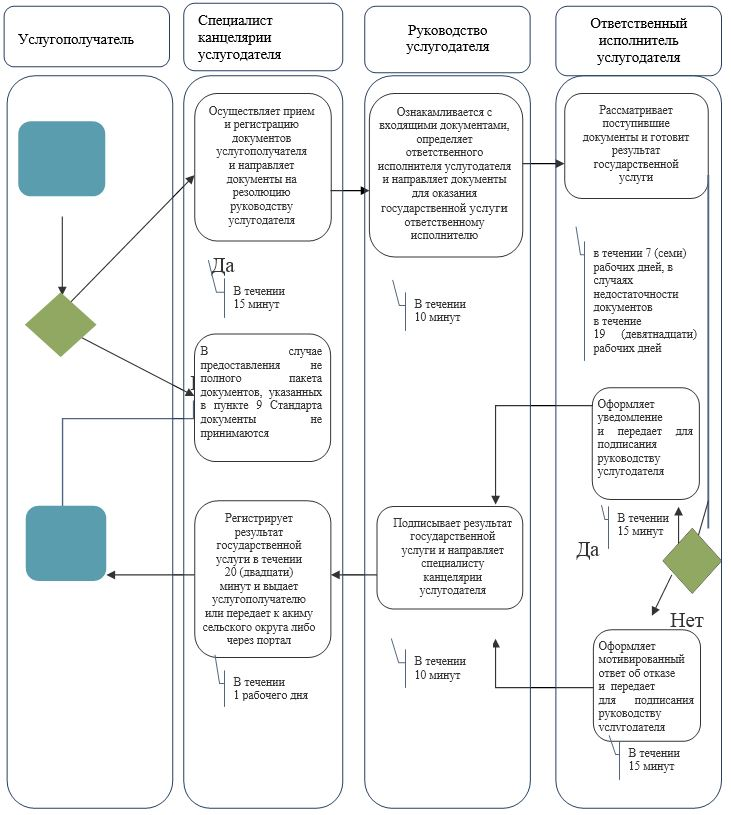 Услугополучатель
Специалист
канцелярии
услугодателя
Руководство
услугодателя
Ответственный
исполнитель
услугодателя
Осуществляет прием
и регистрацию
документов
услугополучателя
и направляет
документы на
резолюцию
руководству
услугодателя
Ознакамливается с
входящими документами,
определяет
ответственного
исполнителя услугодателя
и направляет документы
для оказания
государственной услуги
ответственному
исполнителю
Рассматривает
поступившие
документы и готовит
результат
государственной
услуги
Да
В течении
15 минут
В течении
10 минут
в течении 7 (семи)
рабочих дней, в
случаях
недостаточности
документов
в течение
19 (девятнадцати)
рабочих дней
В случае
предоставления не
полного пакета
документов, указанных
в пункте 9 Стандарта
документы не
принимаются
Оформляет
уведомление
и передает для
подписания
руководству
услугодателя
В течении
15 минут
Да
Регистрирует
результат
государственной
услуги в течении
20 (двадцати)
минут и выдает
услугополучателю
или передает к акиму
сельского округа либо
через портал
Подписывает результат
государственной
услуги и направляет
специалисту
канцелярии
услугодателя
Нет
Оформляет
мотивированный
ответ об отказе
и передает
для подписания
руководству
услугодателя
В течении
1 рабочего дня
В течении
10 минут
В течении
15 минут